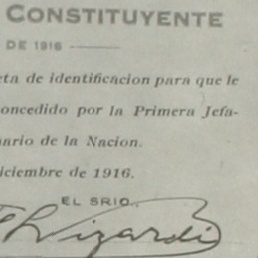 CONSTITUYENTE
DE 1916
eta de identificacion para que le
concedido por la Primera Jefa-
nario de la Nacion.
iciembre de 1916.
EL SRIO.
Lizardi